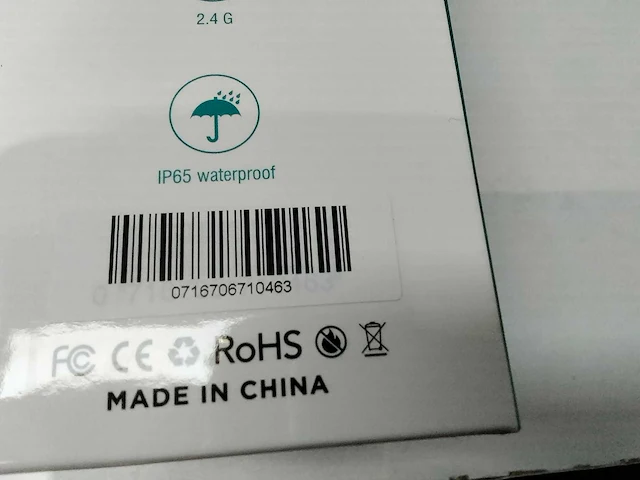 2.4 G
IP65 waterproof
0716706710463
FC CE RoHS
MADE IN CHINA